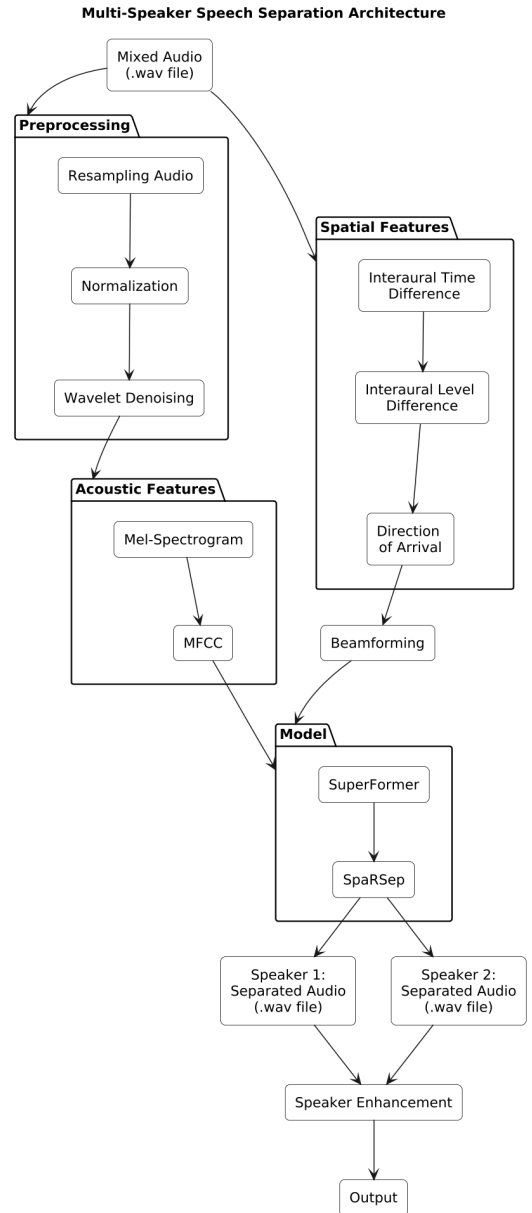 Multi-Speaker Speech Separation Architecture
Mixed Audio
(.wav file)
Preprocessing
Resampling Audio
Normalization
Wavelet Denoising
Spatial Features
Interaural Time
Difference
Interaural Level
Difference
Direction
of Arrival
Acoustic Features
Mel-Spectrogram
MFCC
Beamforming
Model
SuperFormer
SpaRSep
Speaker 1:
Separated Audio
(.wav file)
Speaker 2:
Separated Audio
(.wav file)
Speaker Enhancement
Output